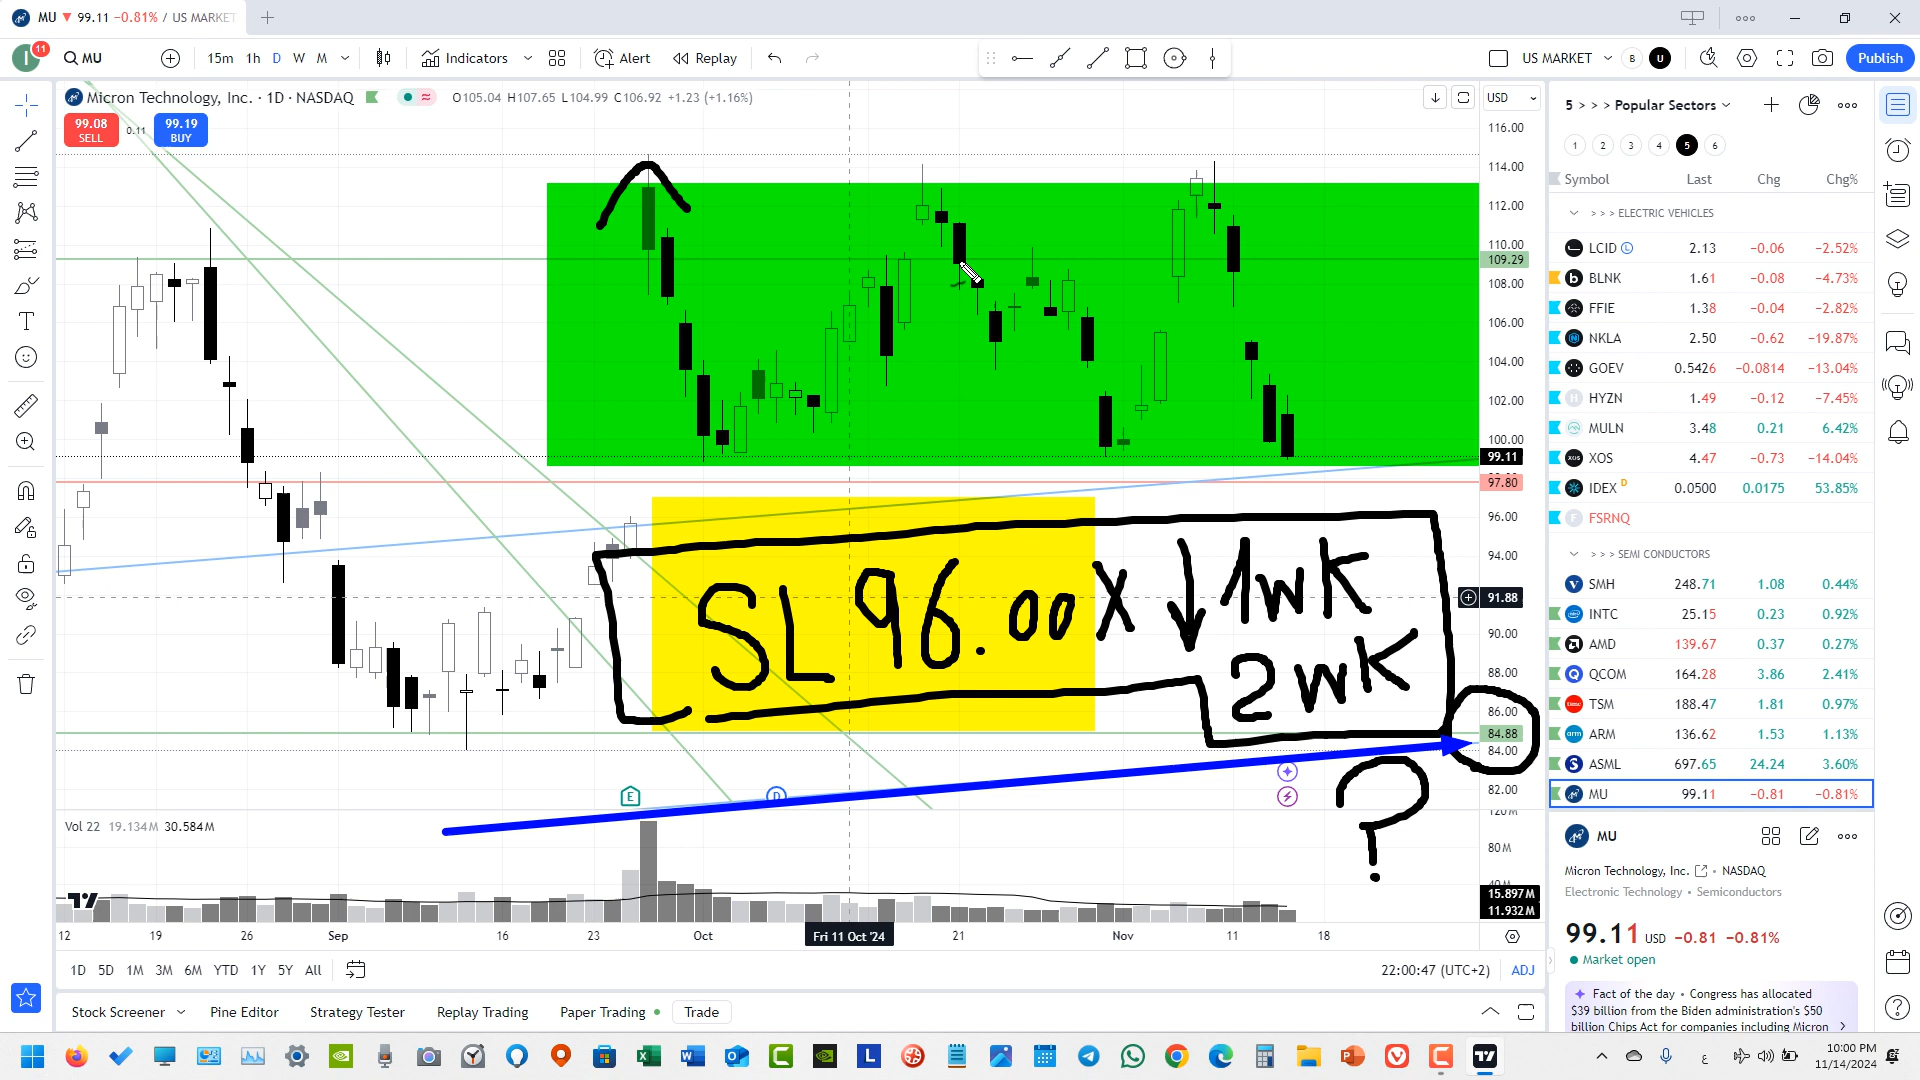 MU ▼ 99.11 −0.81% / US MARKET
11
MU
15m 1h D W M
Indicators
Alert
Replay
US MARKET
B U
Publish
Micron Technology, Inc. · 1D · NASDAQ
O105.04 H107.65 L104.99 C106.92 +1.23 (+1.16%)
99.08 SELL
0.11
99.19 BUY
USD
116.00
114.00
112.00
110.00
109.29
108.00
106.00
104.00
102.00
100.00
99.11
97.80
96.00
94.00
91.88
90.00
88.00
86.00
84.88
84.00
82.00
SL 96.00 X ↓ 1WK
2 WK
?
E
D
Vol 22 19.134M 30.584M
80M
15.897M
11.932M
12 19 26 Sep 16 23 Oct Fri 11 Oct '24 21 Nov 11 18
1D 5D 1M 3M 6M YTD 1Y 5Y All
22:00:47 (UTC+2) ADJ
Stock Screener
Pine Editor
Strategy Tester
Replay Trading
Paper Trading
Trade
5 > > > Popular Sectors
1 2 3 4 5 6
Symbol Last Chg Chg%
> > > ELECTRIC VEHICLES
LCID L 2.13 −0.06 −2.52%
BLNK 1.61 −0.08 −4.73%
FFIE 1.38 −0.04 −2.82%
NKLA 2.50 −0.62 −19.87%
GOEV 0.5426 −0.0814 −13.04%
HYZN 1.49 −0.12 −7.45%
MULN 3.48 0.21 6.42%
XOS 4.47 −0.73 −14.04%
IDEX D 0.0500 0.0175 53.85%
FSRNQ
> > > SEMI CONDUCTORS
SMH 248.71 1.08 0.44%
INTC 25.15 0.23 0.92%
AMD 139.67 0.37 0.27%
QCOM 164.28 3.86 2.41%
TSM 188.47 1.81 0.97%
ARM 136.62 1.53 1.13%
ASML 697.65 24.24 3.60%
MU 99.11 −0.81 −0.81%
MU
Micron Technology, Inc. • NASDAQ
Electronic Technology • Semiconductors
99.11 USD −0.81 −0.81%
Market open
Fact of the day • Congress has allocated
$39 billion from the Biden administration's $50
billion Chips Act for companies including Micron
10:00 PM
11/14/2024